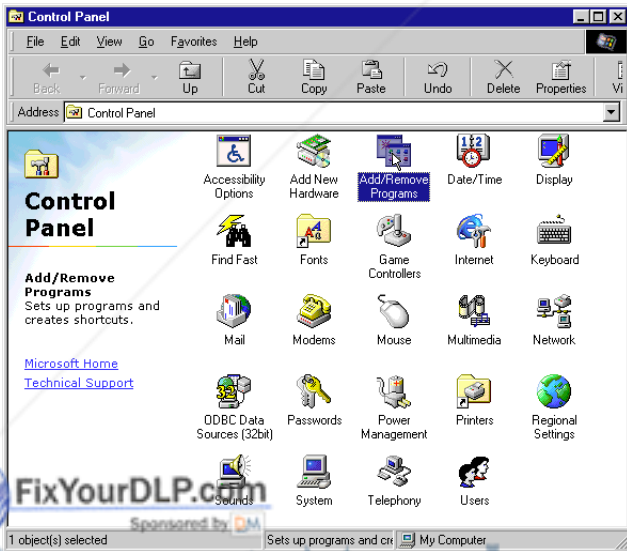 Control Panel
File Edit View Go Favorites Help
Back Forward Up Cut Copy Paste Undo Delete Properties Vi
Address Control Panel
Control
Panel
Add/Remove
Programs
Sets up programs and
creates shortcuts.
Microsoft Home
Technical Support
Accessibility
Options
Add New
Hardware
Add/Remove
Programs
Date/Time
Display
Find Fast
Fonts
Game
Controllers
Internet
Keyboard
Mail
Modems
Mouse
Multimedia
Network
ODBC Data
Sources (32bit)
Passwords
Power
Management
Printers
Regional
Settings
Sounds
System
Telephony
Users
FixYourDLP.com
Sponsored by DM
1 object(s) selected Sets up programs and cre My Computer